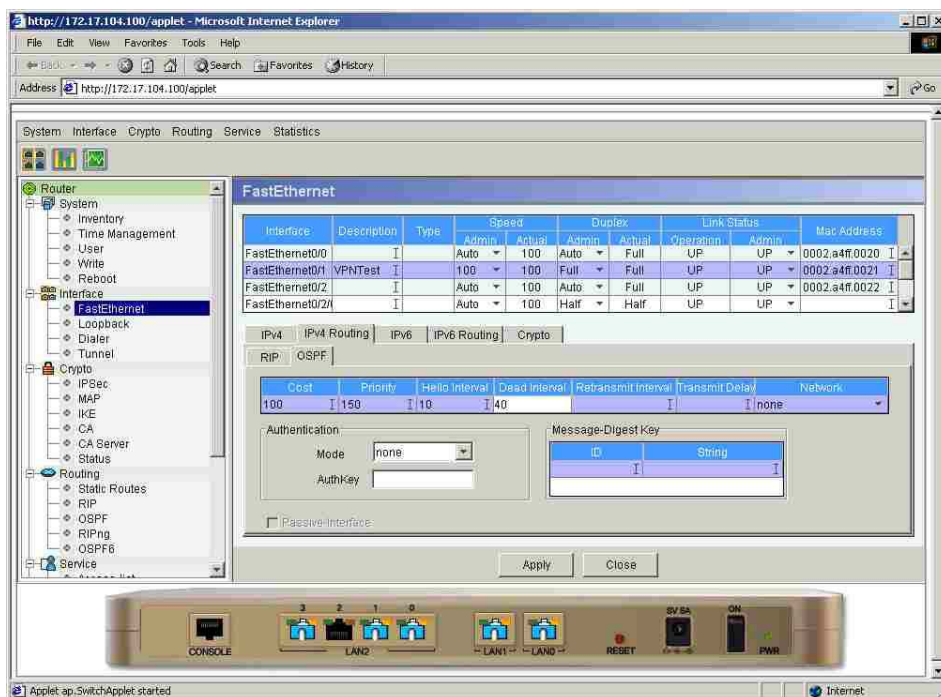 http://172.17.104.100/applet - Microsoft Internet Explorer
File Edit View Favorites Tools Help
Back Search Favorites History
Address http://172.17.104.100/applet Go
System Interface Crypto Routing Service Statistics
Router
System
Inventory
Time Management
User
Write
Reboot
Interface
FastEthernet
Loopback
Dialer
Tunnel
Crypto
IPSec
MAP
IKE
CA
CA Server
Status
Routing
Static Routes
RIP
OSPF
RIPng
OSPF6
Service
FastEthernet
Interface Description Type Speed Duplex Link Status Mac Address
Admin Actual Admin Actual Operation Admin
FastEthernet0/0 Auto 100 Auto Full UP UP 0002.a4ff.0020
FastEthernet0/1 VPNTest 100 100 Full Full UP UP 0002.a4ff.0021
FastEthernet0/2 Auto 100 Auto Full UP UP 0002.a4ff.0022
FastEthernet0/2/ Auto 100 Half Half UP UP
IPv4 IPv4 Routing IPv6 IPv6 Routing Crypto
RIP OSPF
Cost Priority Hello Interval Dead Interval Retransmit Interval Transmit Delay Network
100 150 10 40 none
Authentication
Mode none
AuthKey
Message-Digest Key
ID String
Passive-Interface
Apply Close
3 2 1 0
CONSOLE LAN2 LAN1 LAN0 RESET 5V 5A ON PWR
Applet ap.SwitchApplet started Internet